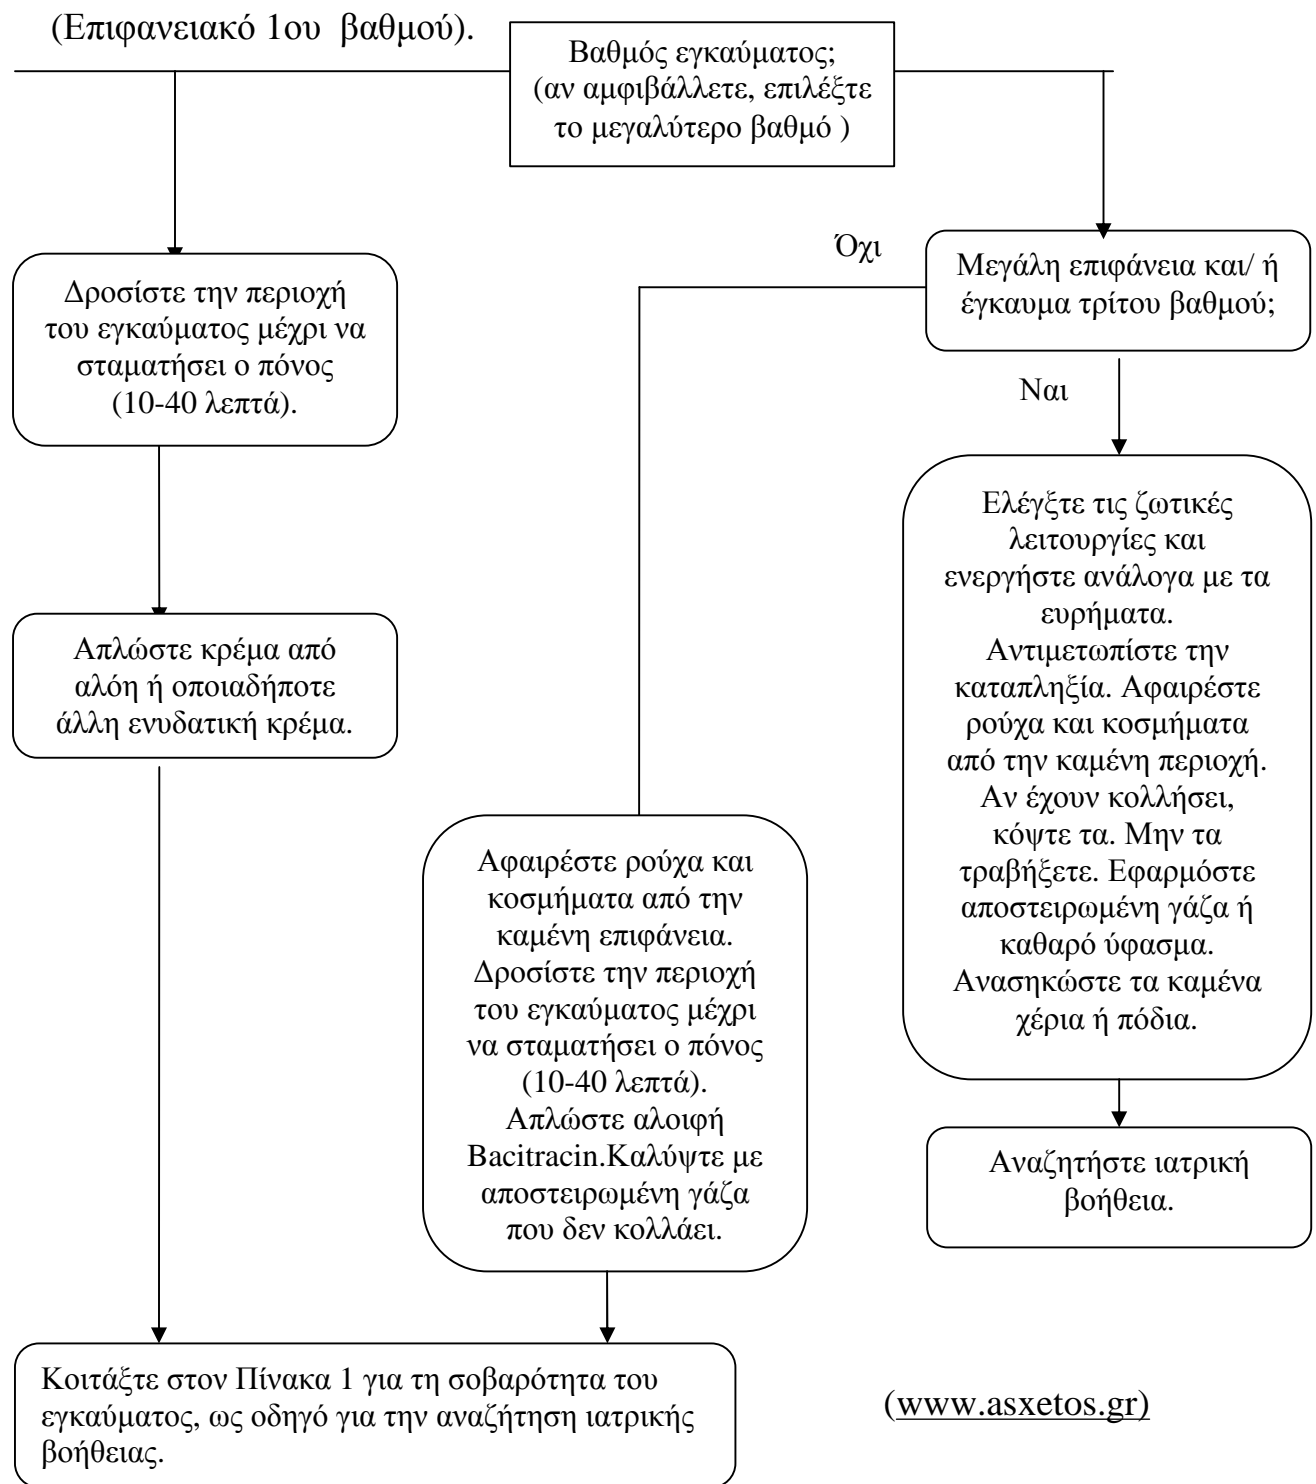 (Επιφανειακό 1ου βαθμού).
Βαθμός εγκαύματος;
(αν αμφιβάλλετε, επιλέξτε
το μεγαλύτερο βαθμό )
Δροσίστε την περιοχή
του εγκαύματος μέχρι να
σταματήσει ο πόνος
(10-40 λεπτά).
Απλώστε κρέμα από
αλόη ή οποιαδήποτε
άλλη ενυδατική κρέμα.
Όχι
Μεγάλη επιφάνεια και/ ή
έγκαυμα τρίτου βαθμού;
Ναι
Αφαιρέστε ρούχα και
κοσμήματα από την
καμένη επιφάνεια.
Δροσίστε την περιοχή
του εγκαύματος μέχρι
να σταματήσει ο πόνος
(10-40 λεπτά).
Απλώστε αλοιφή
Bacitracin.Καλύψτε με
αποστειρωμένη γάζα
που δεν κολλάει.
Ελέγξτε τις ζωτικές
λειτουργίες και
ενεργήστε ανάλογα με τα
ευρήματα.
Αντιμετωπίστε την
καταπληξία. Αφαιρέστε
ρούχα και κοσμήματα
από την καμένη περιοχή.
Αν έχουν κολλήσει,
κόψτε τα. Μην τα
τραβήξετε. Εφαρμόστε
αποστειρωμένη γάζα ή
καθαρό ύφασμα.
Ανασηκώστε τα καμένα
χέρια ή πόδια.
Αναζητήστε ιατρική
βοήθεια.
Κοιτάξτε στον Πίνακα 1 για τη σοβαρότητα του
εγκαύματος, ως οδηγό για την αναζήτηση ιατρικής
βοήθειας.
(www.asxetos.gr)